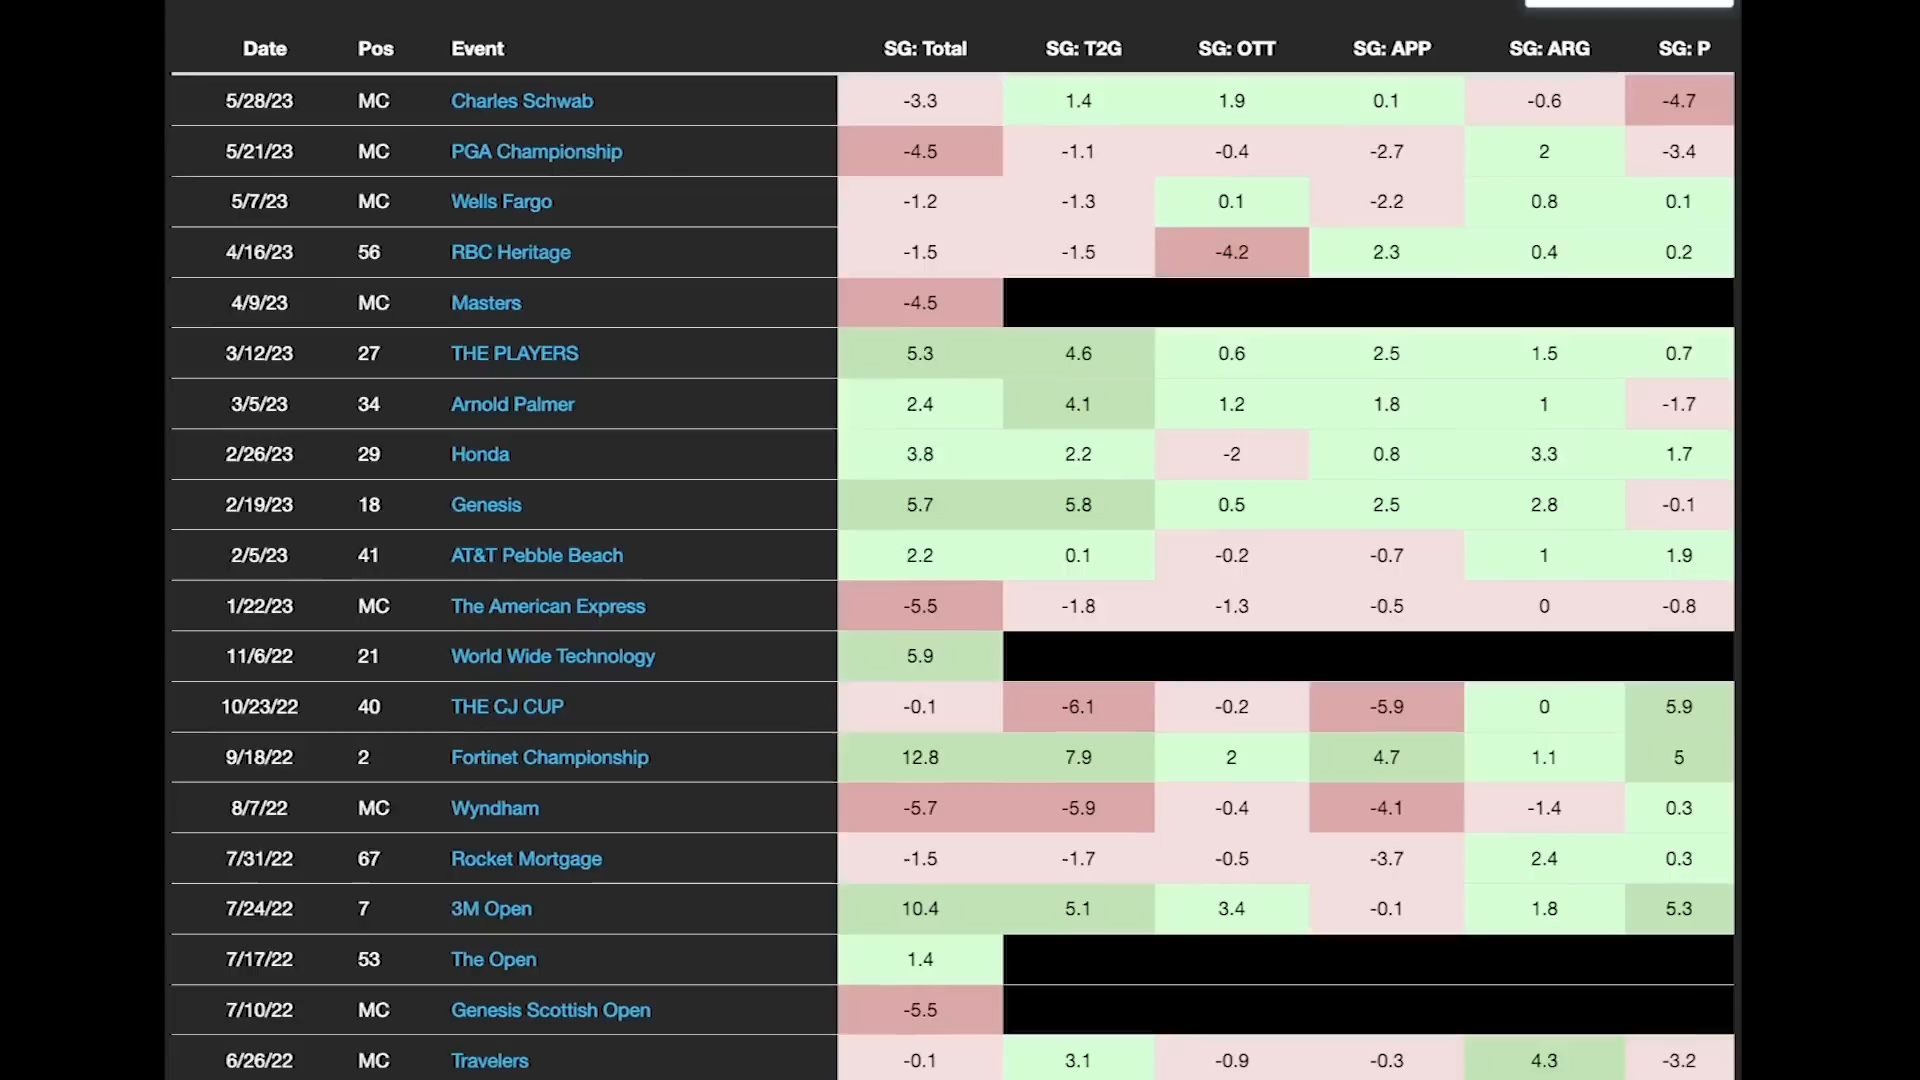 Date Pos Event SG: Total SG: T2G SG: OTT SG: APP SG: ARG SG: P
5/28/23 MC Charles Schwab -3.3 1.4 1.9 0.1 -0.6 -4.7
5/21/23 MC PGA Championship -4.5 -1.1 -0.4 -2.7 2 -3.4
5/7/23 MC Wells Fargo -1.2 -1.3 0.1 -2.2 0.8 0.1
4/16/23 56 RBC Heritage -1.5 -1.5 -4.2 2.3 0.4 0.2
4/9/23 MC Masters -4.5
3/12/23 27 THE PLAYERS 5.3 4.6 0.6 2.5 1.5 0.7
3/5/23 34 Arnold Palmer 2.4 4.1 1.2 1.8 1 -1.7
2/26/23 29 Honda 3.8 2.2 -2 0.8 3.3 1.7
2/19/23 18 Genesis 5.7 5.8 0.5 2.5 2.8 -0.1
2/5/23 41 AT&T Pebble Beach 2.2 0.1 -0.2 -0.7 1 1.9
1/22/23 MC The American Express -5.5 -1.8 -1.3 -0.5 0 -0.8
11/6/22 21 World Wide Technology 5.9
10/23/22 40 THE CJ CUP -0.1 -6.1 -0.2 -5.9 0 5.9
9/18/22 2 Fortinet Championship 12.8 7.9 2 4.7 1.1 5
8/7/22 MC Wyndham -5.7 -5.9 -0.4 -4.1 -1.4 0.3
7/31/22 67 Rocket Mortgage -1.5 -1.7 -0.5 -3.7 2.4 0.3
7/24/22 7 3M Open 10.4 5.1 3.4 -0.1 1.8 5.3
7/17/22 53 The Open 1.4
7/10/22 MC Genesis Scottish Open -5.5
6/26/22 MC Travelers -0.1 3.1 -0.9 -0.3 4.3 -3.2